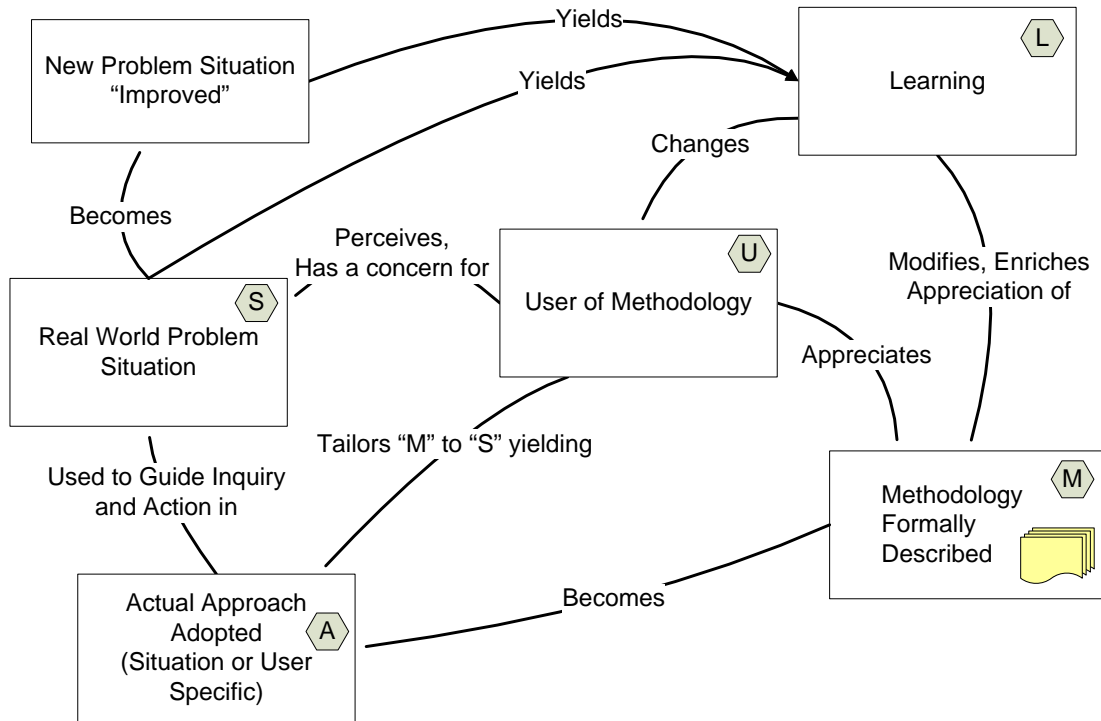 Yields
New Problem Situation
“Improved”
L
Learning
Yields
Changes
Becomes
Perceives,
Has a concern for
S
Real World Problem
Situation
U
User of Methodology
Modifies, Enriches
Appreciation of
Appreciates
Tailors “M” to “S” yielding
Used to Guide Inquiry
and Action in
M
Methodology
Formally
Described
Actual Approach
Adopted
(Situation or User
Specific)
A
Becomes